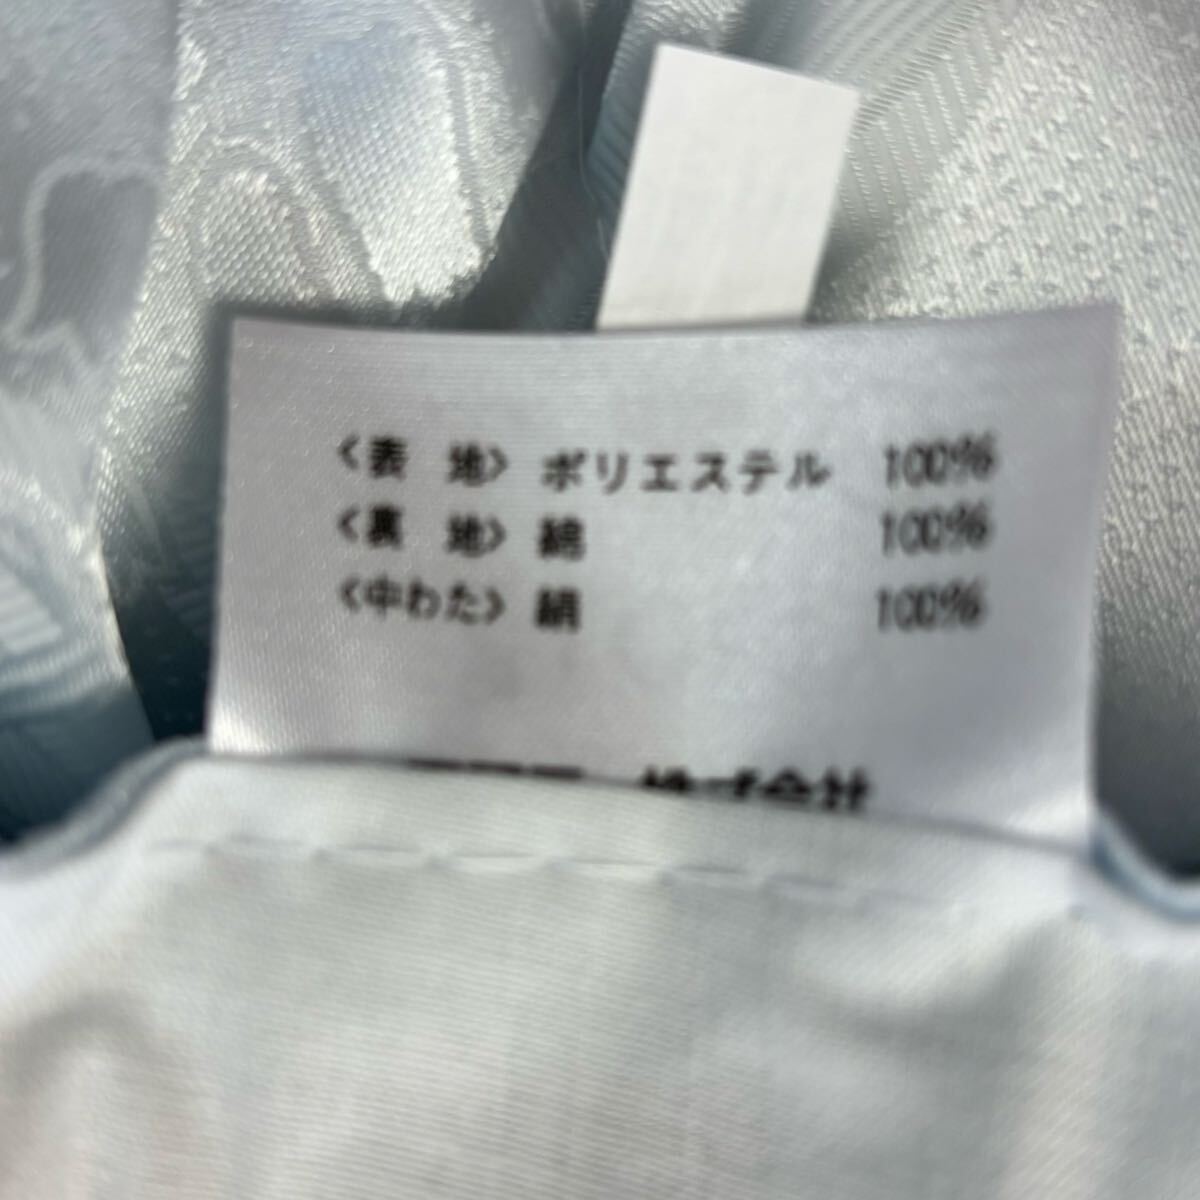 <表 地> ポリエステル 100%
<裏 地> 綿 100%
<中わた> 絹 100%
株式会社